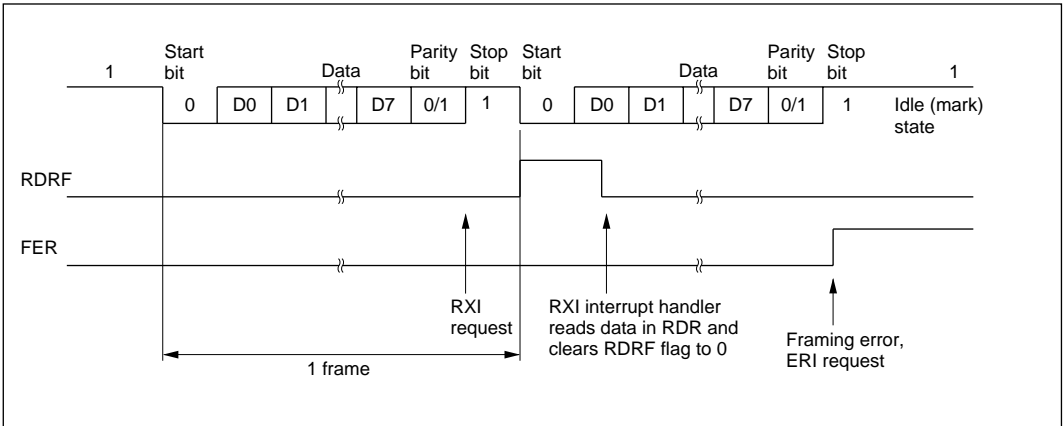 Start Parity Stop Start Parity Stop
1 bit Data bit bit bit Data bit bit 1
0 D0 D1 D7 0/1 1 0 D0 D1 D7 0/1 1 Idle (mark)
state
RDRF
FER
RXI
request
RXI interrupt handler
reads data in RDR and
clears RDRF flag to 0
Framing error,
ERI request
1 frame